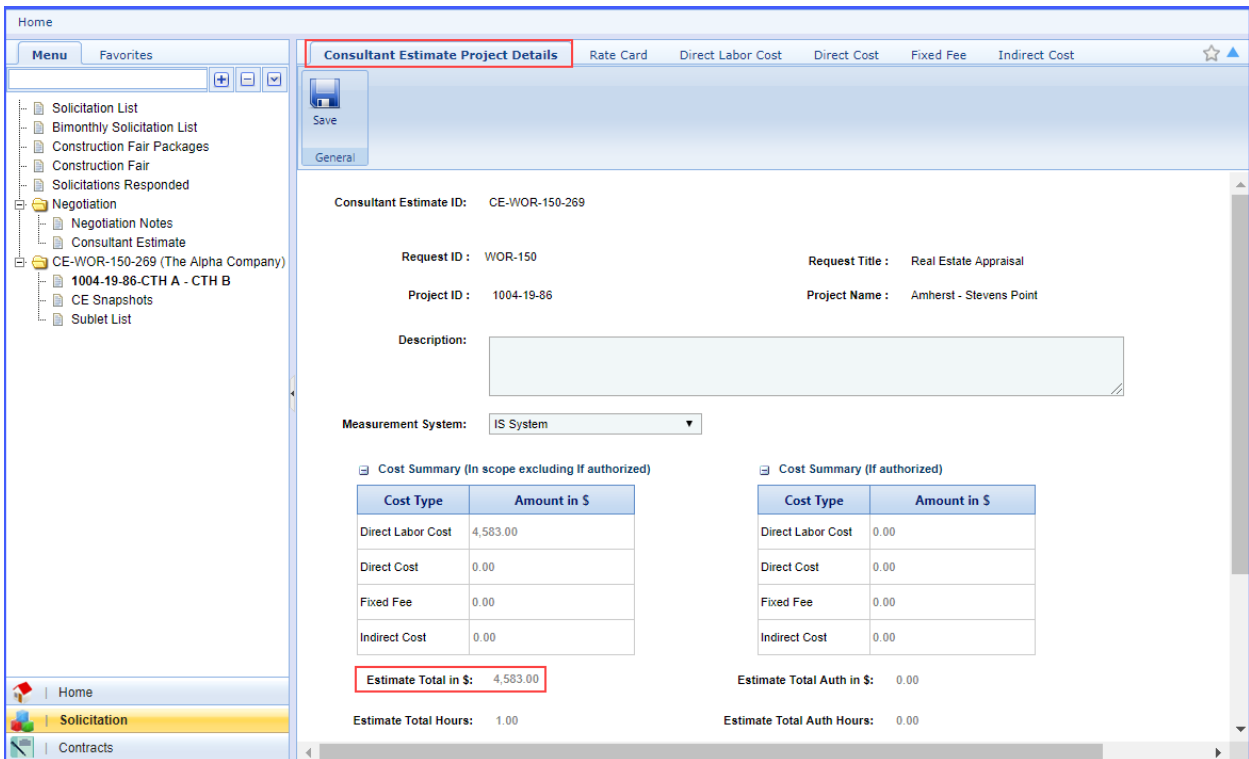 Home
Menu Favorites
Solicitation List
Bimonthly Solicitation List
Construction Fair Packages
Construction Fair
Solicitations Responded
Negotiation
Negotiation Notes
Consultant Estimate
CE-WOR-150-269 (The Alpha Company)
1004-19-86-CTH A - CTH B
CE Snapshots
Sublet List
Home
Solicitation
Contracts
Consultant Estimate Project Details Rate Card Direct Labor Cost Direct Cost Fixed Fee Indirect Cost
Save
General
Consultant Estimate ID: CE-WOR-150-269
Request ID : WOR-150 Request Title : Real Estate Appraisal
Project ID : 1004-19-86 Project Name : Amherst - Stevens Point
Description:
Measurement System: IS System
Cost Summary (In scope excluding If authorized)
Cost Type Amount in $
Direct Labor Cost 4,583.00
Direct Cost 0.00
Fixed Fee 0.00
Indirect Cost 0.00
Estimate Total in $: 4,583.00
Estimate Total Hours: 1.00
Cost Summary (If authorized)
Cost Type Amount in $
Direct Labor Cost 0.00
Direct Cost 0.00
Fixed Fee 0.00
Indirect Cost 0.00
Estimate Total Auth in $: 0.00
Estimate Total Auth Hours: 0.00